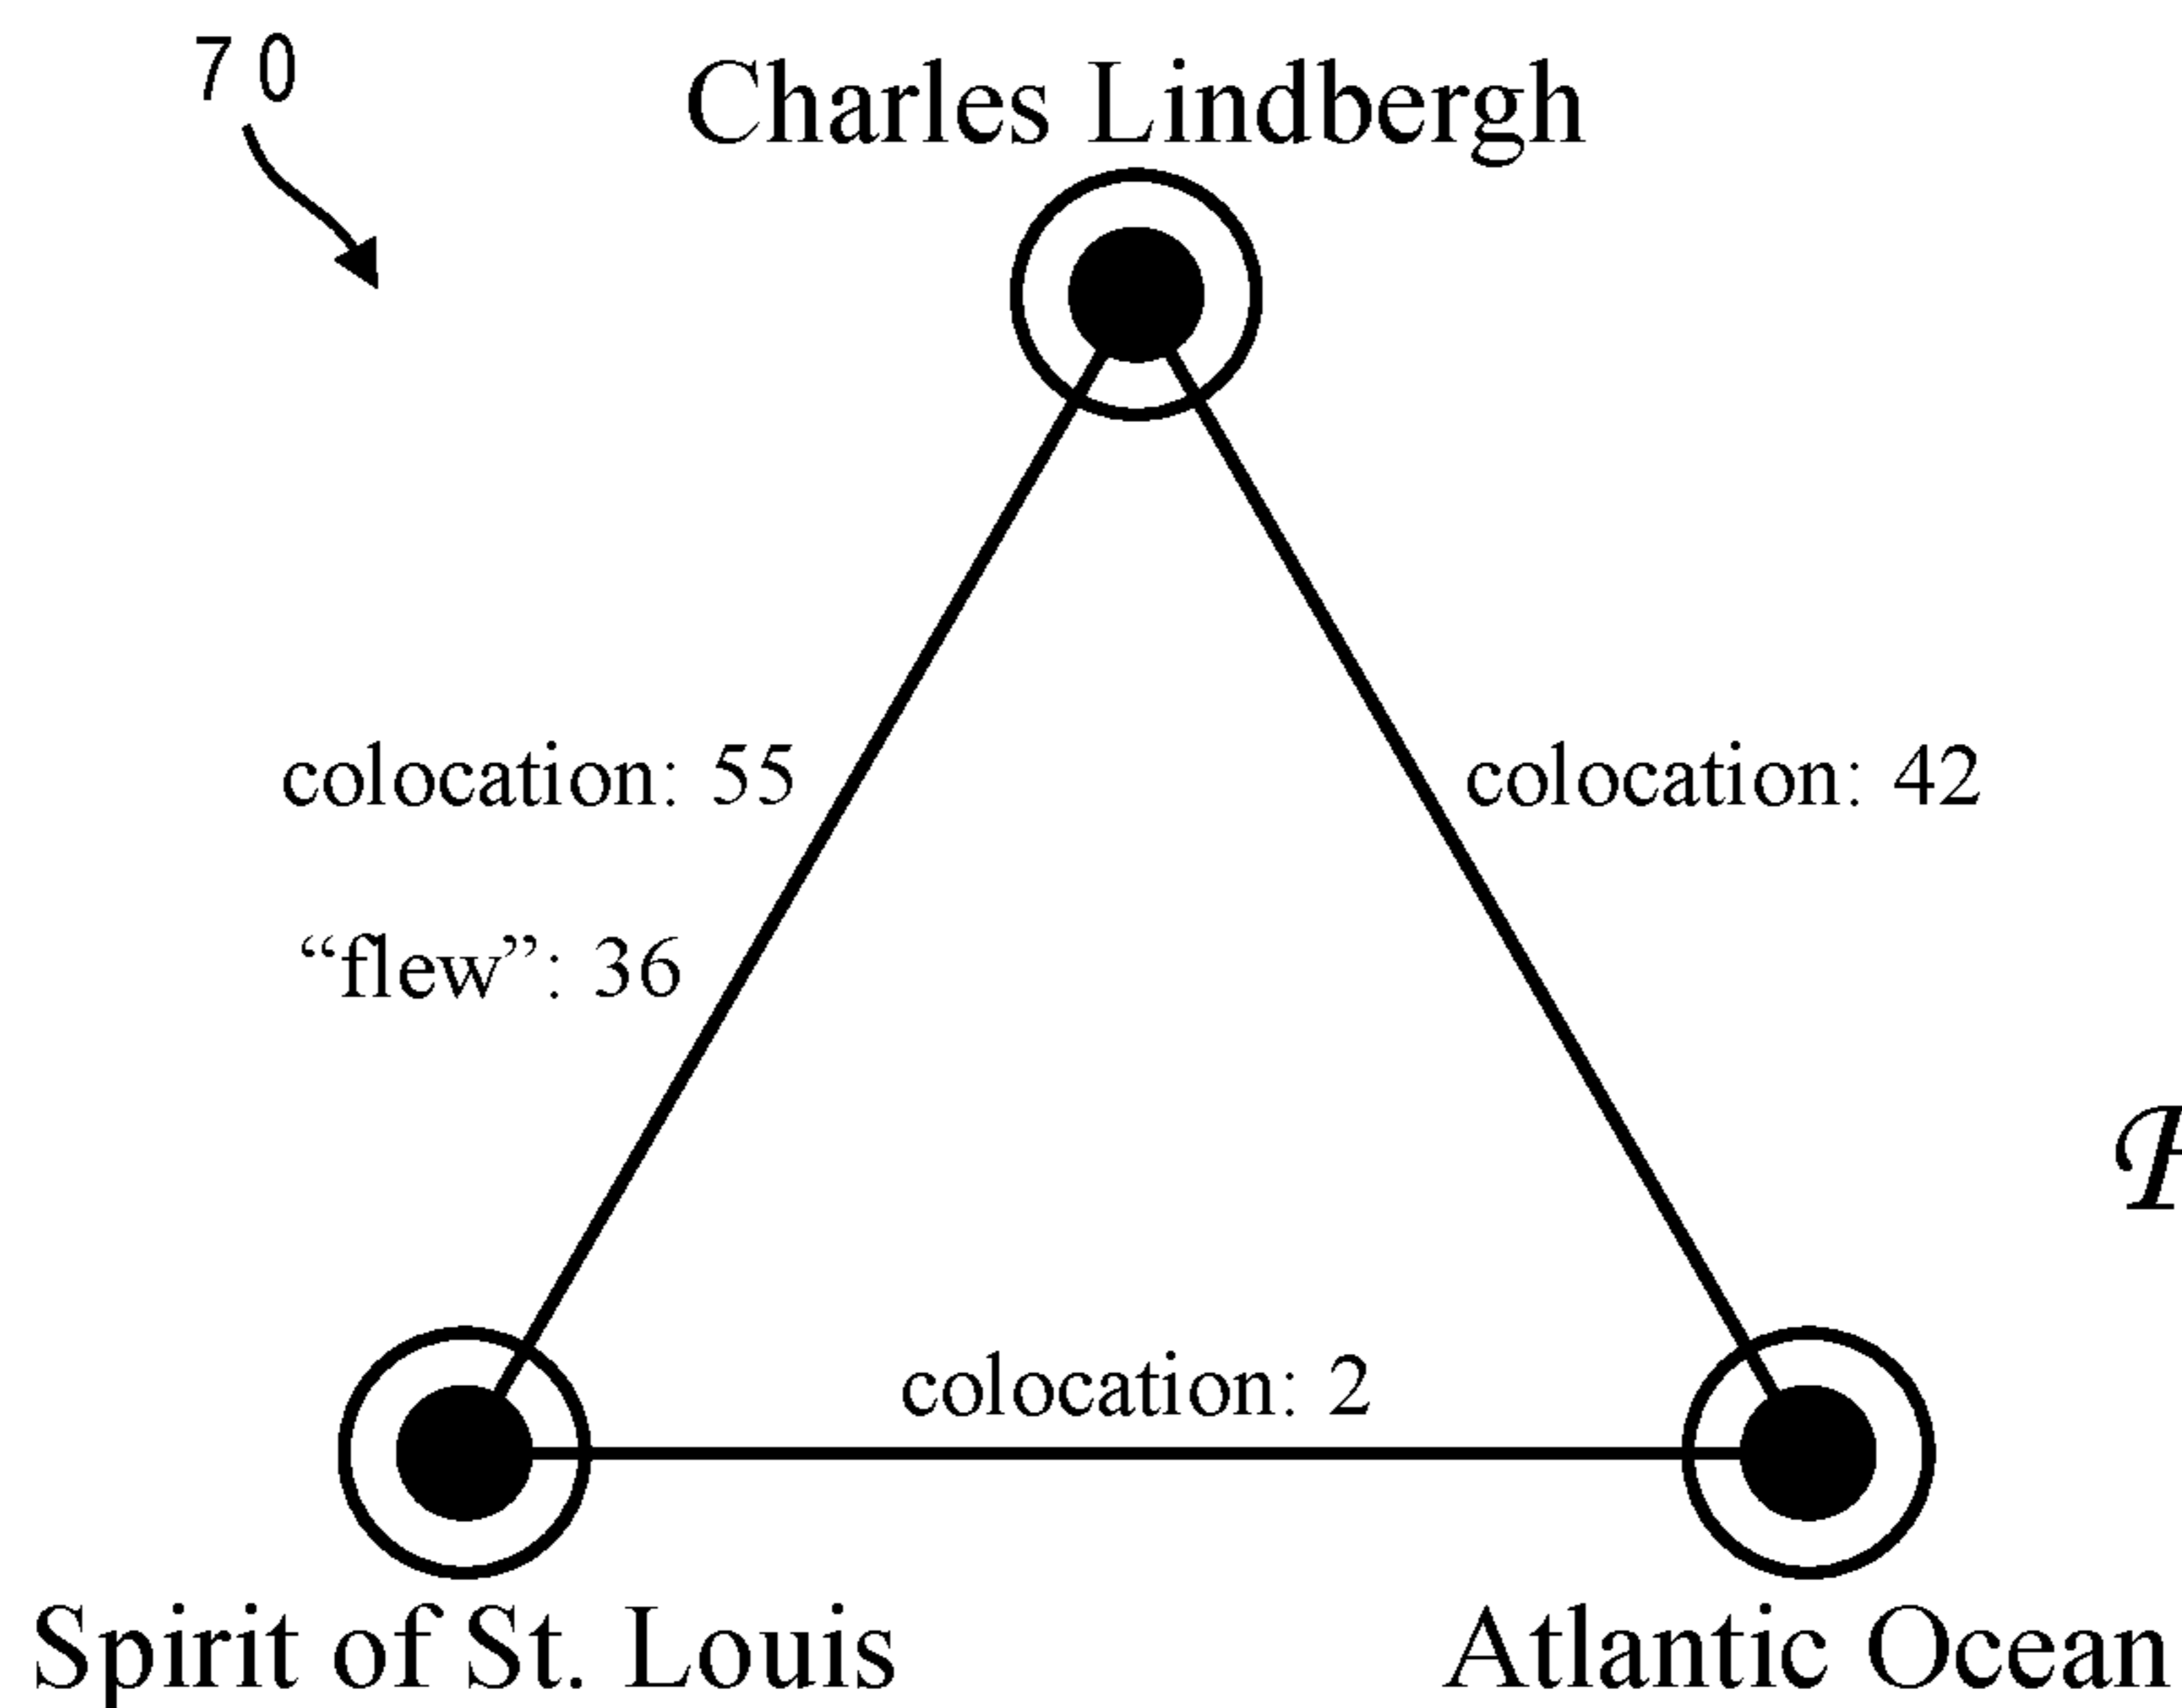 70
Charles Lindbergh
colocation: 55
colocation: 42
“flew”: 36
colocation: 2
Spirit of St. Louis
Atlantic Ocean